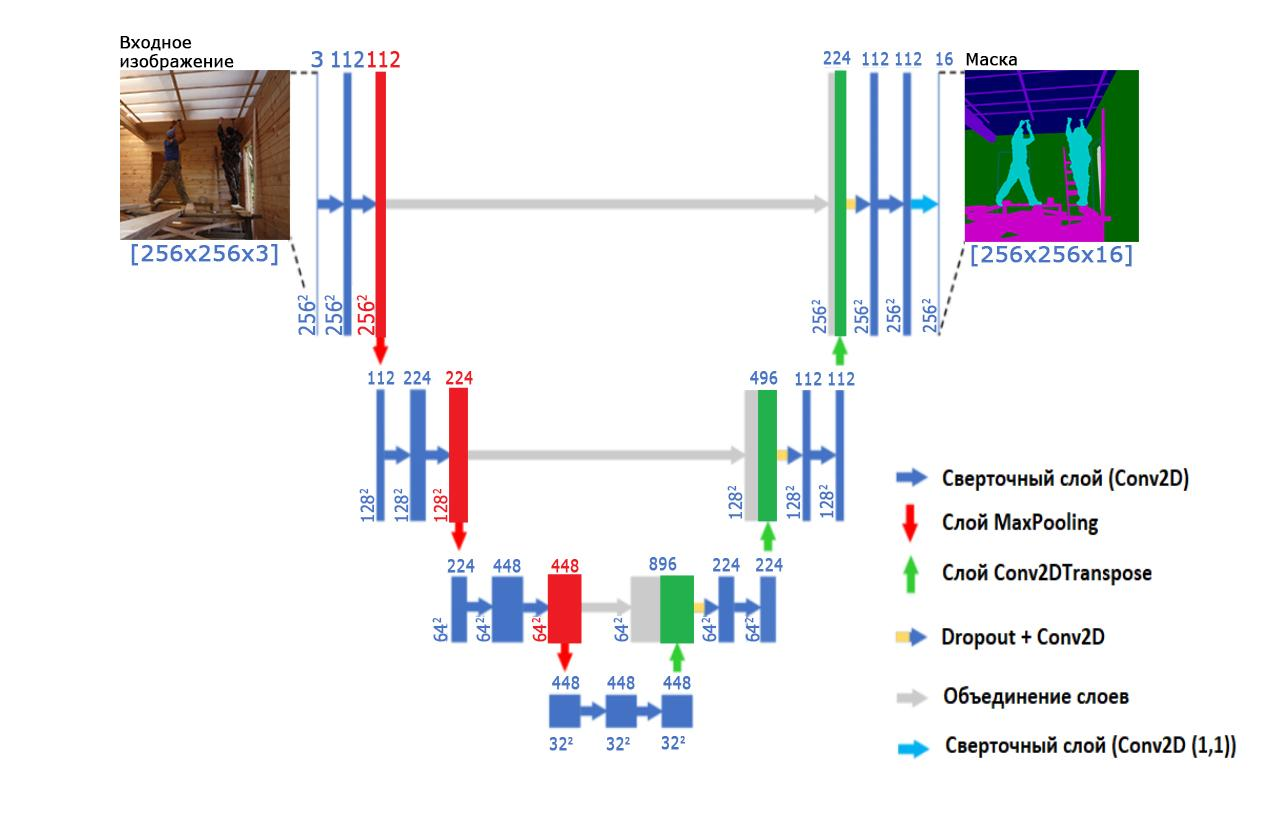 Входное
изображение
3 112 112
224 112 112 16
Маска
[256x256x3]
[256x256x16]
256² 256² 256²
256² 256² 256² 256²
112 224 224
496 112 112
128² 128² 128²
128² 128² 128²
224 448 448
896 224 224
64² 64² 64²
64² 64² 64²
448 448 448
32² 32² 32²
Сверточный слой (Conv2D)
Слой MaxPooling
Слой Conv2DTranspose
Dropout + Conv2D
Объединение слоев
Сверточный слой (Conv2D (1,1))